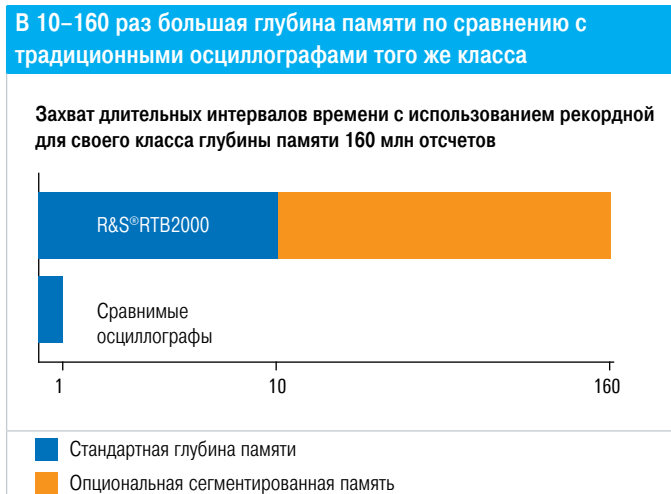 В 10–160 раз большая глубина памяти по сравнению с
традиционными осциллографами того же класса
Захват длительных интервалов времени с использованием рекордной
для своего класса глубины памяти 160 млн отсчетов
R&S®RTB2000
Сравнимые
осциллографы
1 10 160
Стандартная глубина памяти
Опциональная сегментированная память